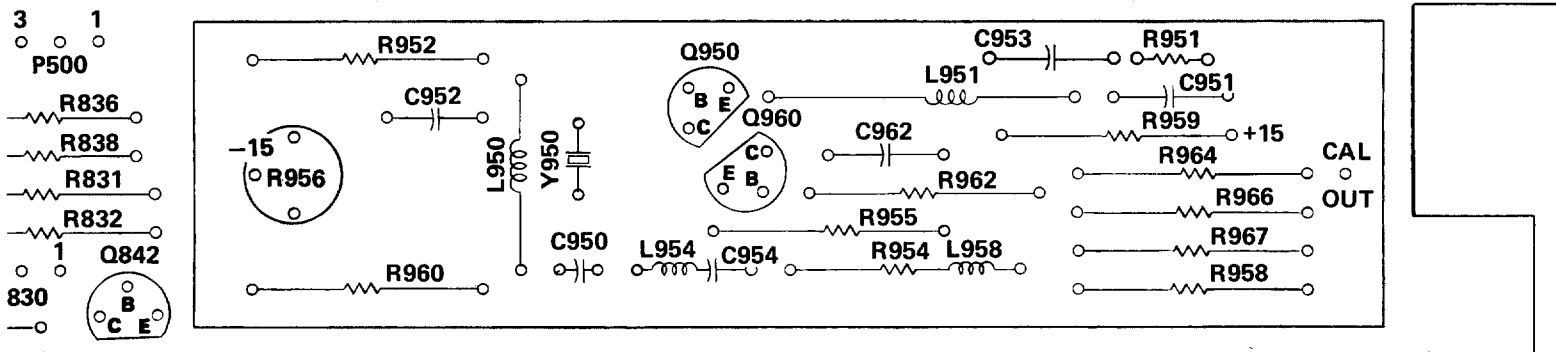 3 1
P500
R836
R838
R831
R832
1
Q842
830
B
C E
R952
C952
−15
R956
R960
L950
Y950
C950
L954
C954
Q950
B E
C
Q960
C
E B
L951
C953
R951
C951
R959
+15
C962
R962
R955
R954
L958
R964
R966
R967
R958
CAL
OUT